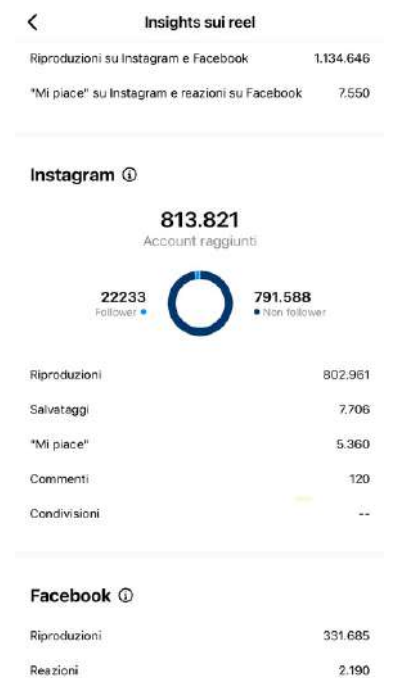 Insights sui reel
Riproduzioni su Instagram e Facebook 1.134.646
"Mi piace" su Instagram e reazioni su Facebook 7.550
Instagram
813.821
Account raggiunti
22233 791.588
Follower Non follower
Riproduzioni 802.961
Salvataggi 7.706
"Mi piace" 5.360
Commenti 120
Condivisioni --
Facebook
Riproduzioni 331.685
Reazioni 2.190